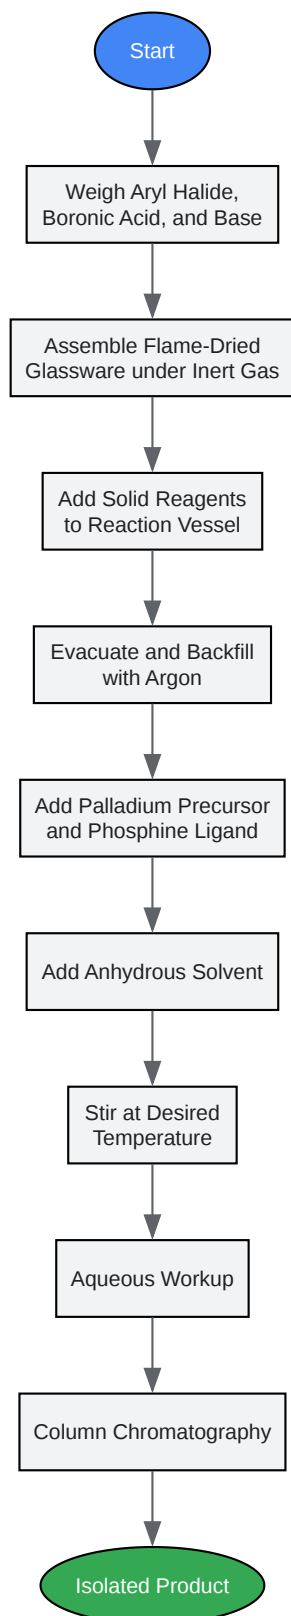 Start
Weigh Aryl Halide,
Boronic Acid, and Base
Assemble Flame-Dried
Glassware under Inert Gas
Add Solid Reagents
to Reaction Vessel
Evacuate and Backfill
with Argon
Add Palladium Precursor
and Phosphine Ligand
Add Anhydrous Solvent
Stir at Desired
Temperature
Aqueous Workup
Column Chromatography
Isolated Product